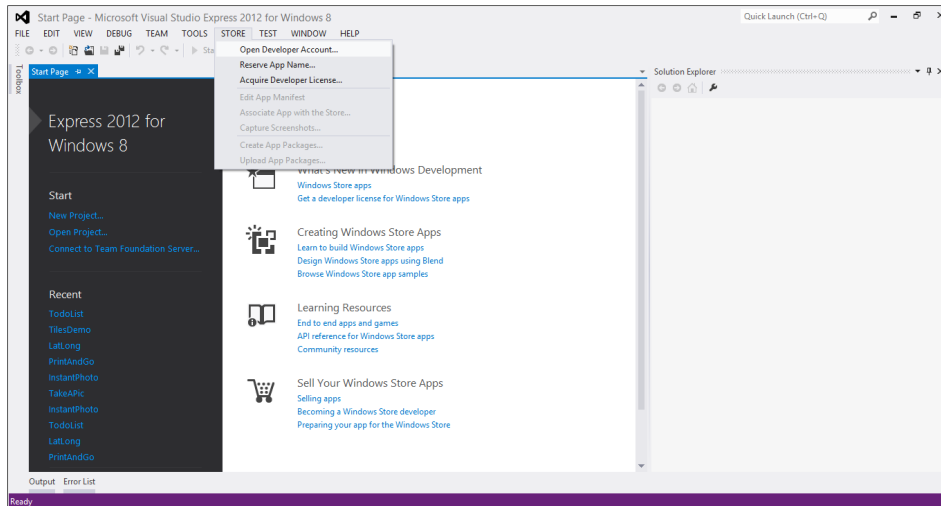 Start Page - Microsoft Visual Studio Express 2012 for Windows 8
Quick Launch (Ctrl+Q)
FILE EDIT VIEW DEBUG TEAM TOOLS STORE TEST WINDOW HELP
Sta
Toolbox
Start Page
Open Developer Account...
Reserve App Name...
Acquire Developer License...
Edit App Manifest
Associate App with the Store...
Capture Screenshots...
Create App Packages...
Upload App Packages...
Solution Explorer
Express 2012 for
Windows 8
Start
New Project...
Open Project...
Connect to Team Foundation Server...
Recent
TodoList
TilesDemo
LatLong
PrintAndGo
InstantPhoto
TakeAPic
InstantPhoto
TodoList
LatLong
PrintAndGo
What's New in Windows Development
Windows Store apps
Get a developer license for Windows Store apps
Creating Windows Store Apps
Learn to build Windows Store apps
Design Windows Store apps using Blend
Browse Windows Store app samples
Learning Resources
End to end apps and games
API reference for Windows Store apps
Community resources
Sell Your Windows Store Apps
Selling apps
Becoming a Windows Store developer
Preparing your app for the Windows Store
Output Error List
Ready